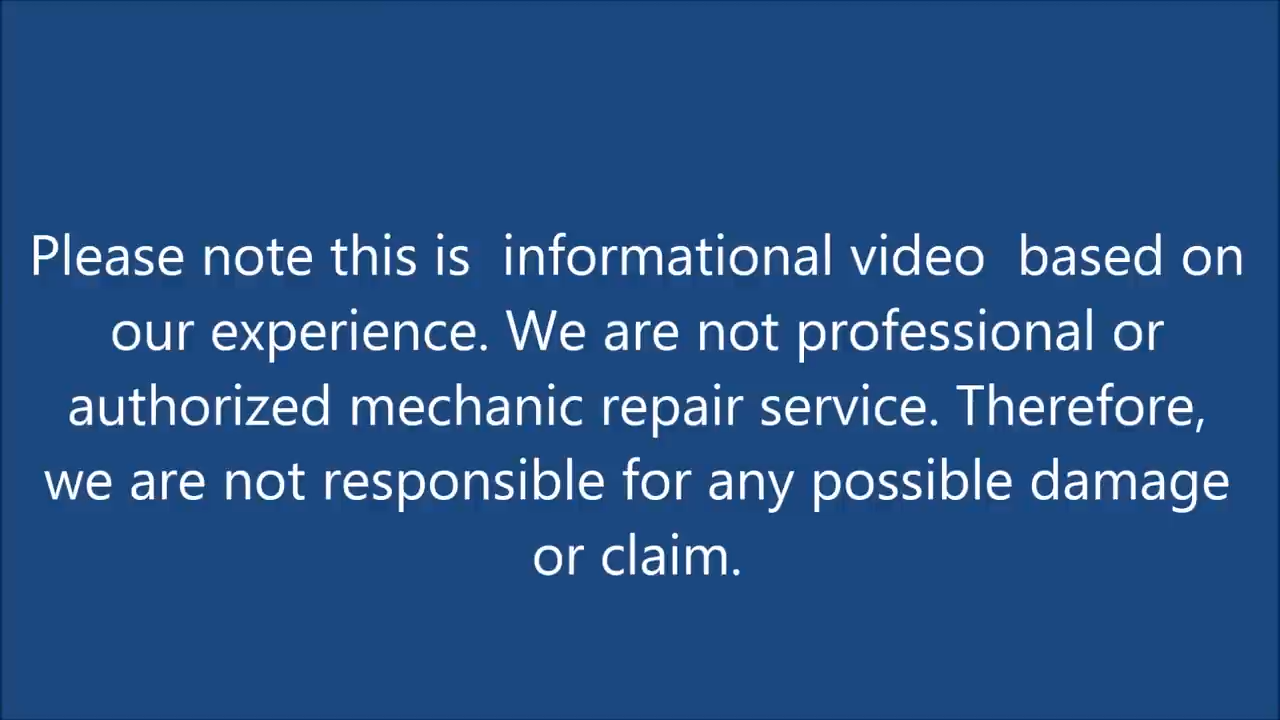 Please note this is  informational video  based on
our experience. We are not professional or
authorized mechanic repair service. Therefore,
we are not responsible for any possible damage
or claim.